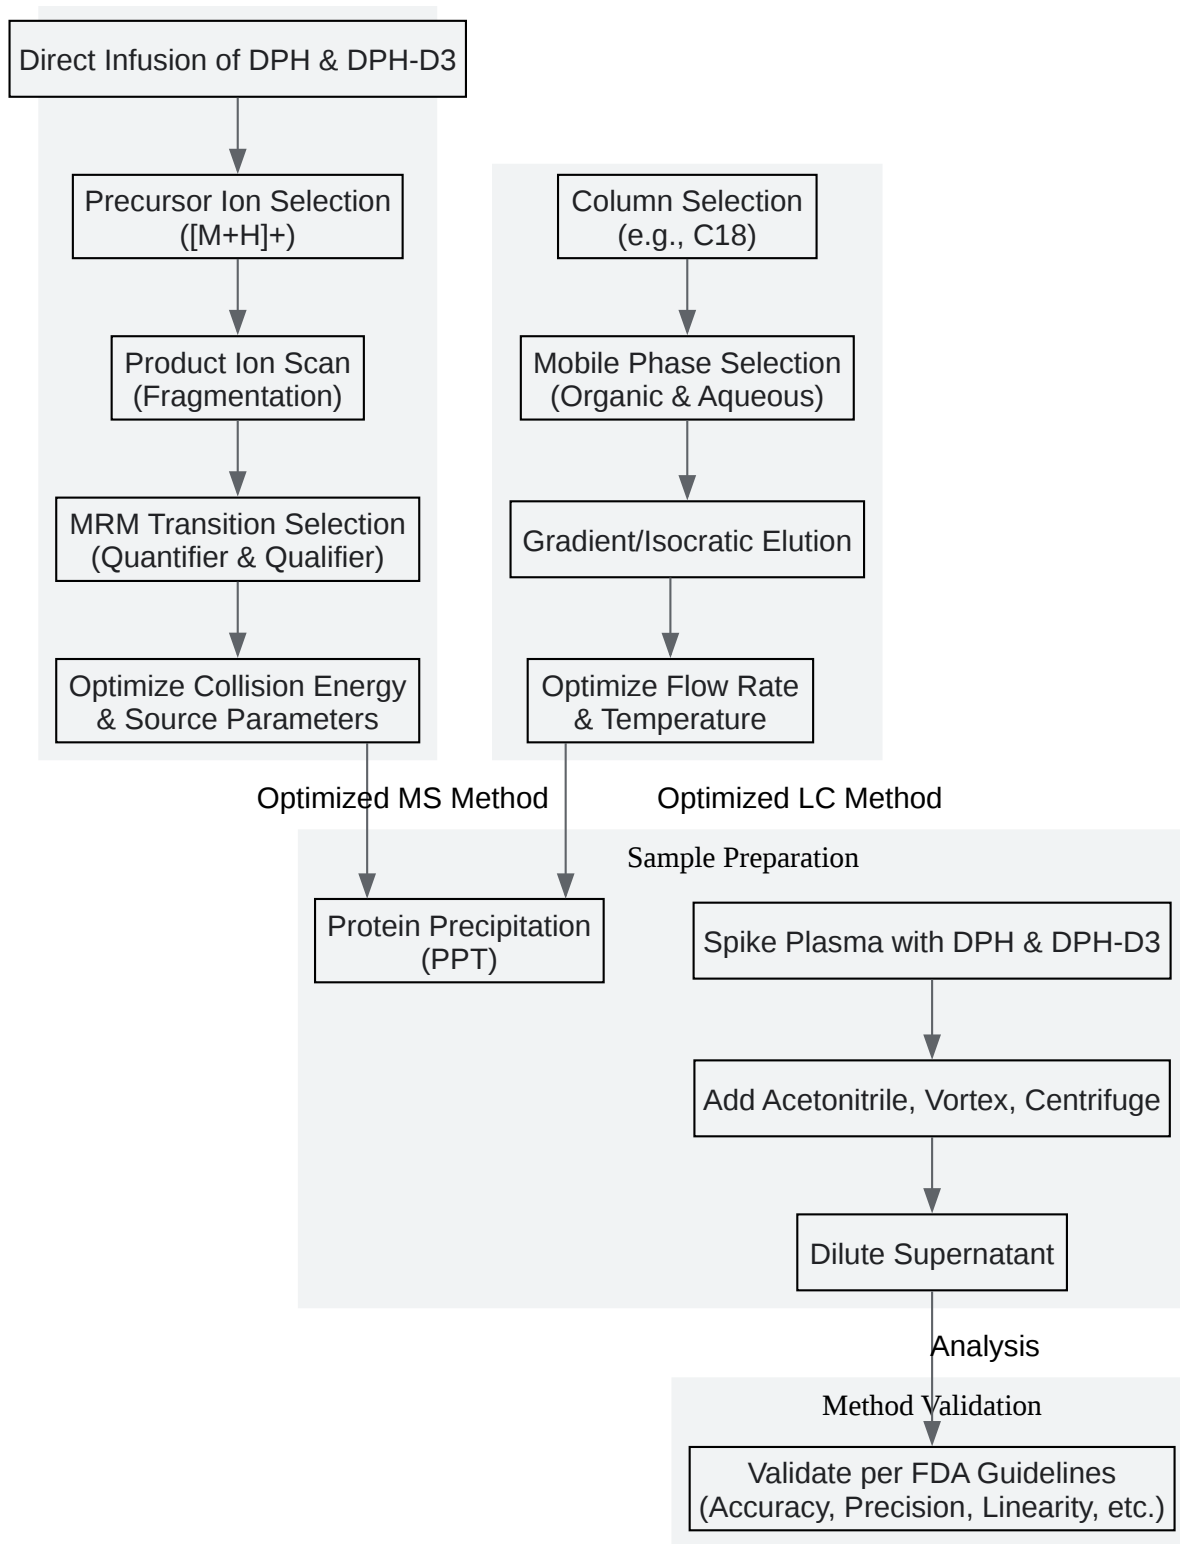 Direct Infusion of DPH & DPH-D3
Precursor Ion Selection
([M+H]+)
Product Ion Scan
(Fragmentation)
MRM Transition Selection
(Quantifier & Qualifier)
Optimize Collision Energy
& Source Parameters
Column Selection
(e.g., C18)
Mobile Phase Selection
(Organic & Aqueous)
Gradient/Isocratic Elution
Optimize Flow Rate
& Temperature
Optimized MS Method
Optimized LC Method
Sample Preparation
Protein Precipitation
(PPT)
Spike Plasma with DPH & DPH-D3
Add Acetonitrile, Vortex, Centrifuge
Dilute Supernatant
Analysis
Method Validation
Validate per FDA Guidelines
(Accuracy, Precision, Linearity, etc.)